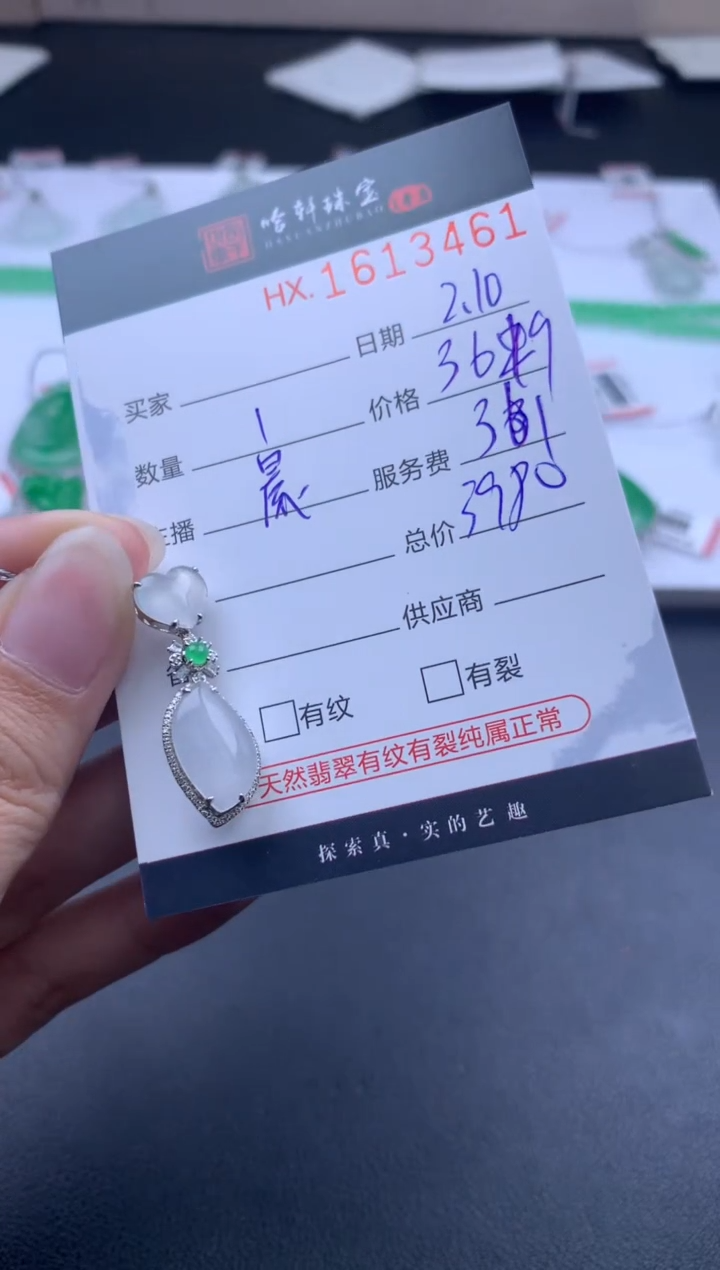 轩珠宝
HX.1613461
日期 2.10
买家
价格
数量 1
服务费
播 晨
总价 3980
供应商
有纹 有裂
天然翡翠有纹有裂纯属正常
探索真·实的艺趣